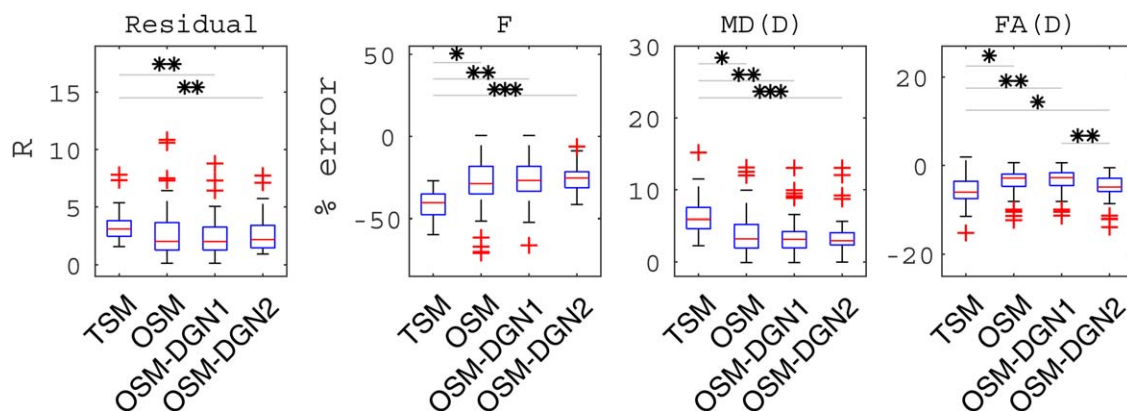 Residual F MD(D) FA(D)
** * * *
** ** ** **
*** *** *
**
R
% error
15
10
5
0
50
0
-50
30
20
10
0
20
0
-20
TSM OSM OSM-DGN1 OSM-DGN2
TSM OSM OSM-DGN1 OSM-DGN2
TSM OSM OSM-DGN1 OSM-DGN2
TSM OSM OSM-DGN1 OSM-DGN2